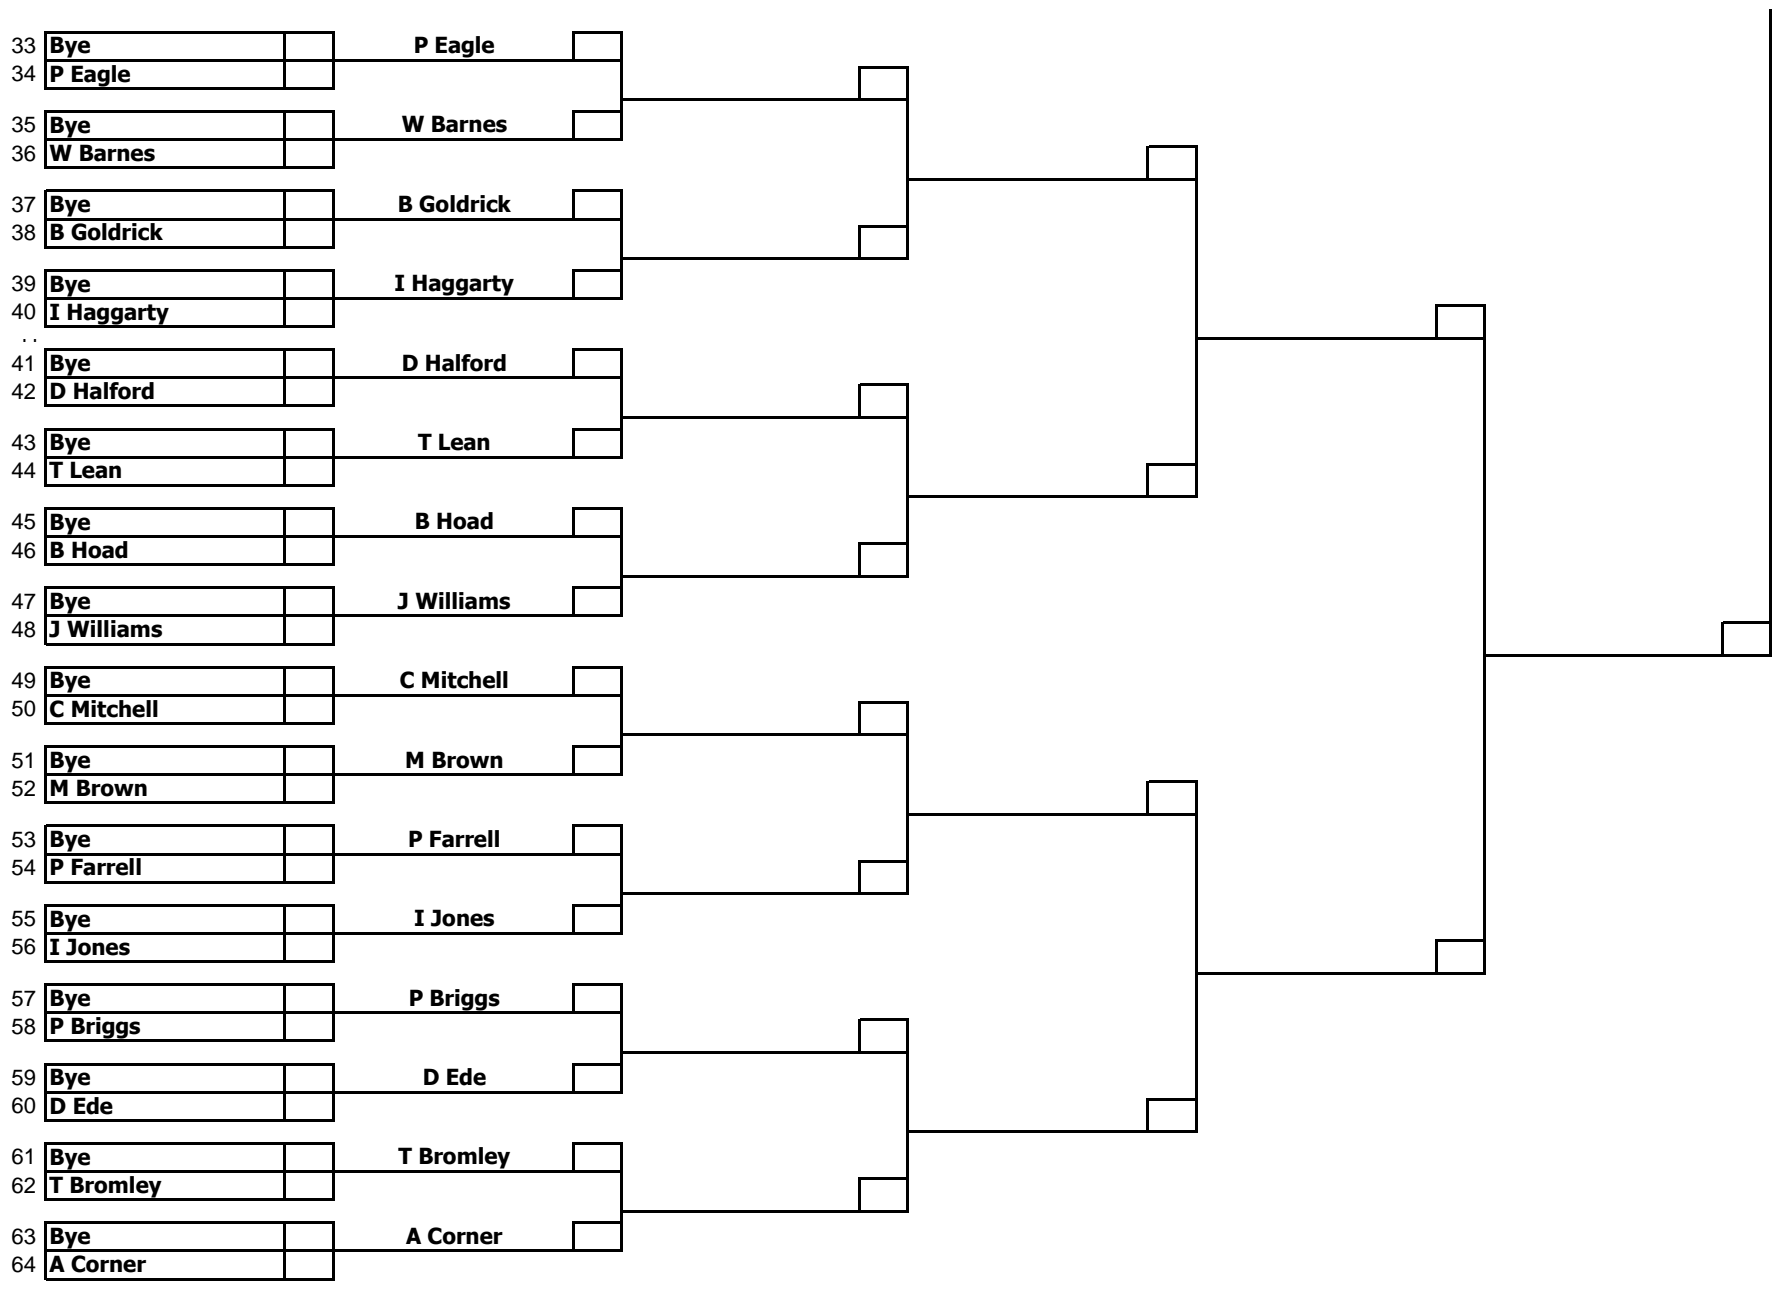 33 Bye P Eagle
34 P Eagle
35 Bye W Barnes
36 W Barnes
37 Bye B Goldrick
38 B Goldrick
39 Bye I Haggarty
40 I Haggarty
. .
41 Bye D Halford
42 D Halford
43 Bye T Lean
44 T Lean
45 Bye B Hoad
46 B Hoad
47 Bye J Williams
48 J Williams
49 Bye C Mitchell
50 C Mitchell
51 Bye M Brown
52 M Brown
53 Bye P Farrell
54 P Farrell
55 Bye I Jones
56 I Jones
57 Bye P Briggs
58 P Briggs
59 Bye D Ede
60 D Ede
61 Bye T Bromley
62 T Bromley
63 Bye A Corner
64 A Corner